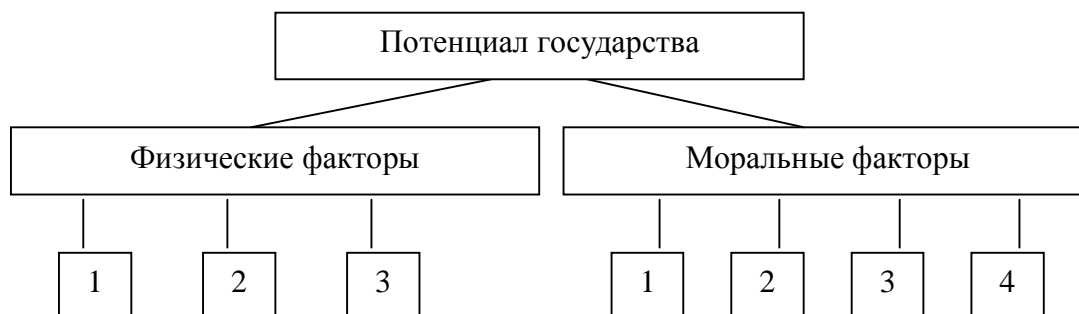 Потенциал государства
Физические факторы
Моральные факторы
1 2 3 1 2 3 4